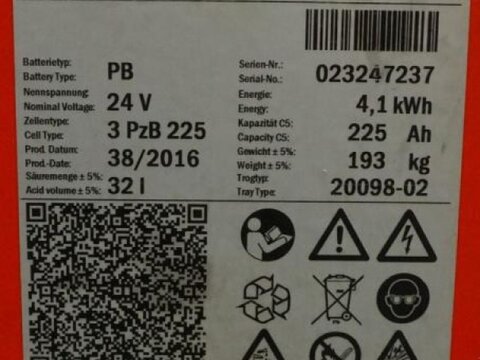 Batterietyp:
Battery Type: PB
Nennspannung:
Nominal Voltage: 24 V
Zellentype:
Cell Type: 3 PzB 225
Prod. Datum:
Prod.-Date: 38/2016
Säuremenge ± 5%:
Acid volume ± 5%: 32 l
Serien-Nr.:
Serial-No.: 023247237
Energie:
Energy: 4,1 kWh
Kapazität C5:
Capacity C5: 225 Ah
Gewicht ± 5%:
Weight ± 5%: 193 kg
Trogtyp:
Tray Type: 20098-02